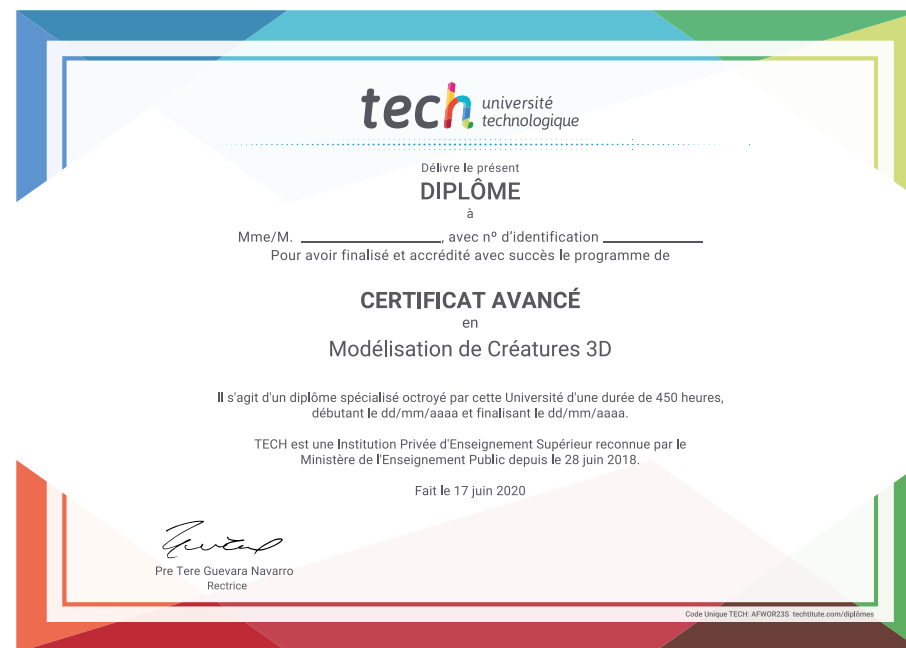 tech université
technologique
Délivre le présent
DIPLÔME
à
Mme/M. ____________________, avec nº d'identification ______________
Pour avoir finalisé et accrédité avec succès le programme de
CERTIFICAT AVANCÉ
en
Modélisation de Créatures 3D
Il s'agit d'un diplôme spécialisé octroyé par cette Université d'une durée de 450 heures,
débutant le dd/mm/aaaa et finalisant le dd/mm/aaaa.
TECH est une Institution Privée d'Enseignement Supérieur reconnue par le
Ministère de l'Enseignement Public depuis le 28 juin 2018.
Fait le 17 juin 2020
Pre Tere Guevara Navarro
Rectrice
Code Unique TECH: AFWOR23S techtitute.com/diplômes